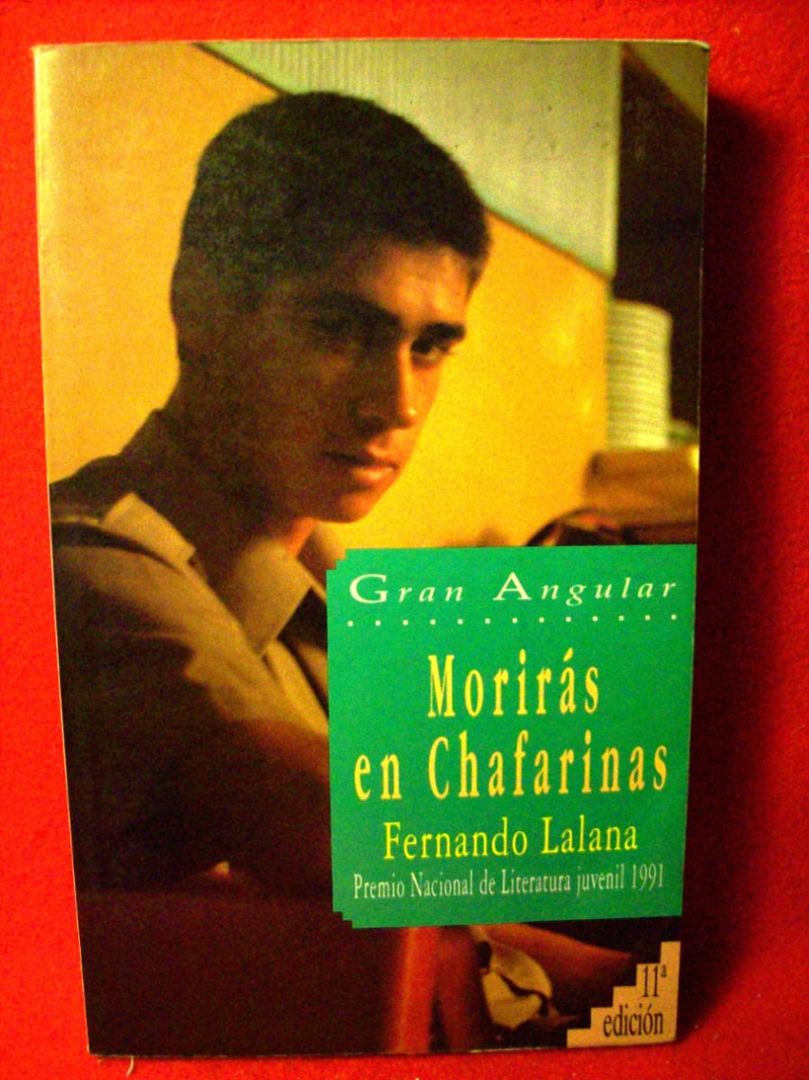 Gran Angular
Morirás
en Chafarinas
Fernando Lalana
Premio Nacional de Literatura juvenil 1991
11ª
edición